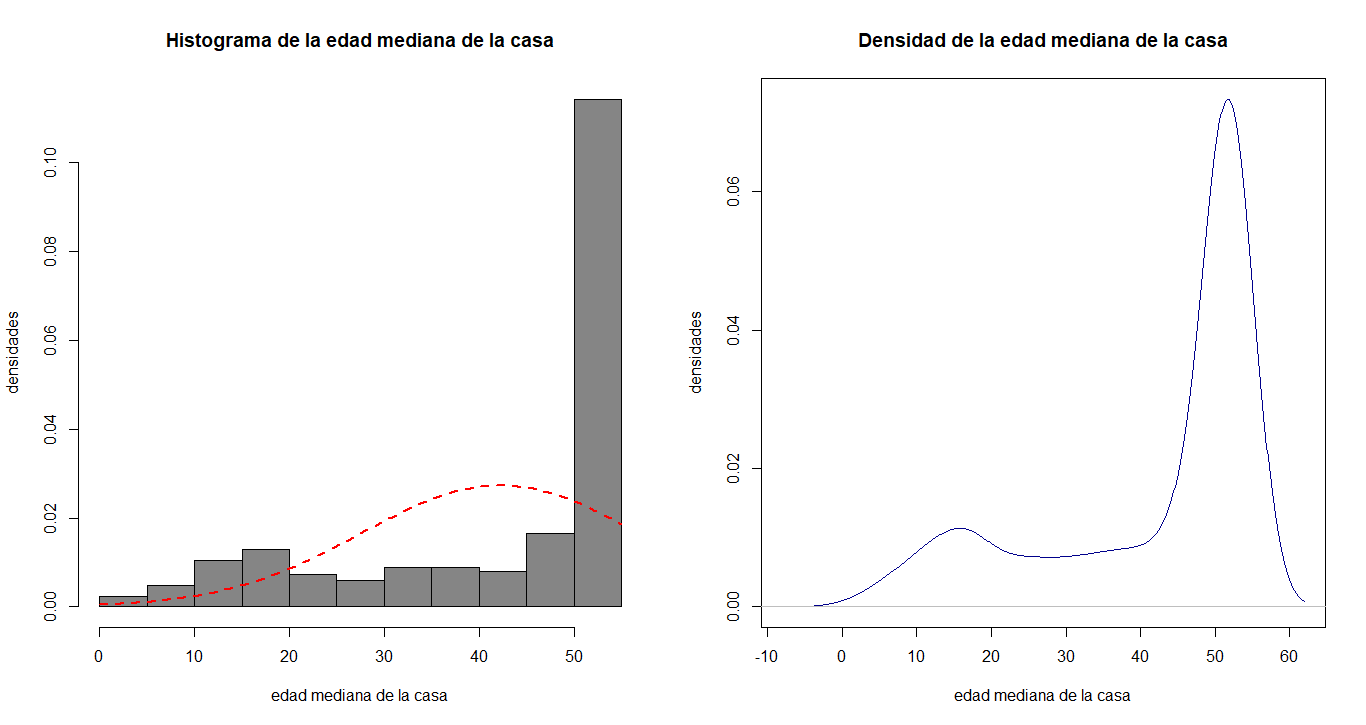 Histograma de la edad mediana de la casa
densidades
0.00 0.02 0.04 0.06 0.08 0.10
0 10 20 30 40 50
edad mediana de la casa
Densidad de la edad mediana de la casa
densidades
0.00 0.02 0.04 0.06
-10 0 10 20 30 40 50 60
edad mediana de la casa